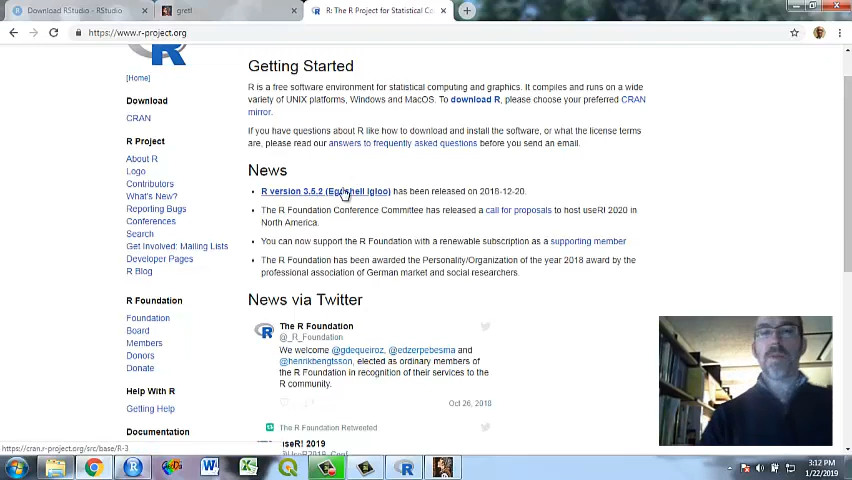 Download RStudio - RStudio
gretl
R: The R Project for Statistical Co
https://www.r-project.org
R
[Home]
Download
CRAN
R Project
About R
Logo
Contributors
What's New?
Reporting Bugs
Conferences
Search
Get Involved: Mailing Lists
Developer Pages
R Blog
R Foundation
Foundation
Board
Members
Donors
Donate
Help With R
Getting Help
Documentation
Getting Started
R is a free software environment for statistical computing and graphics. It compiles and runs on a wide
variety of UNIX platforms, Windows and MacOS. To download R, please choose your preferred CRAN
mirror.
If you have questions about R like how to download and install the software, or what the license terms
are, please read our answers to frequently asked questions before you send an email.
News
R version 3.5.2 (Eggshell Igloo) has been released on 2018-12-20.
The R Foundation Conference Committee has released a call for proposals to host useR! 2020 in
North America.
You can now support the R Foundation with a renewable subscription as a supporting member
The R Foundation has been awarded the Personality/Organization of the year 2018 award by the
professional association of German market and social researchers.
News via Twitter
The R Foundation
@_R_Foundation
We welcome @gdequeiroz, @edzerpebesma and
@henrikbengtsson, elected as ordinary members of
the R Foundation in recognition of their services to the
R community.
Oct 26, 2018
The R Foundation Retweeted
useR! 2019
@UseR2019_Conf
https://cran.r-project.org/src/base/R-3
3:12 PM
1/22/2019